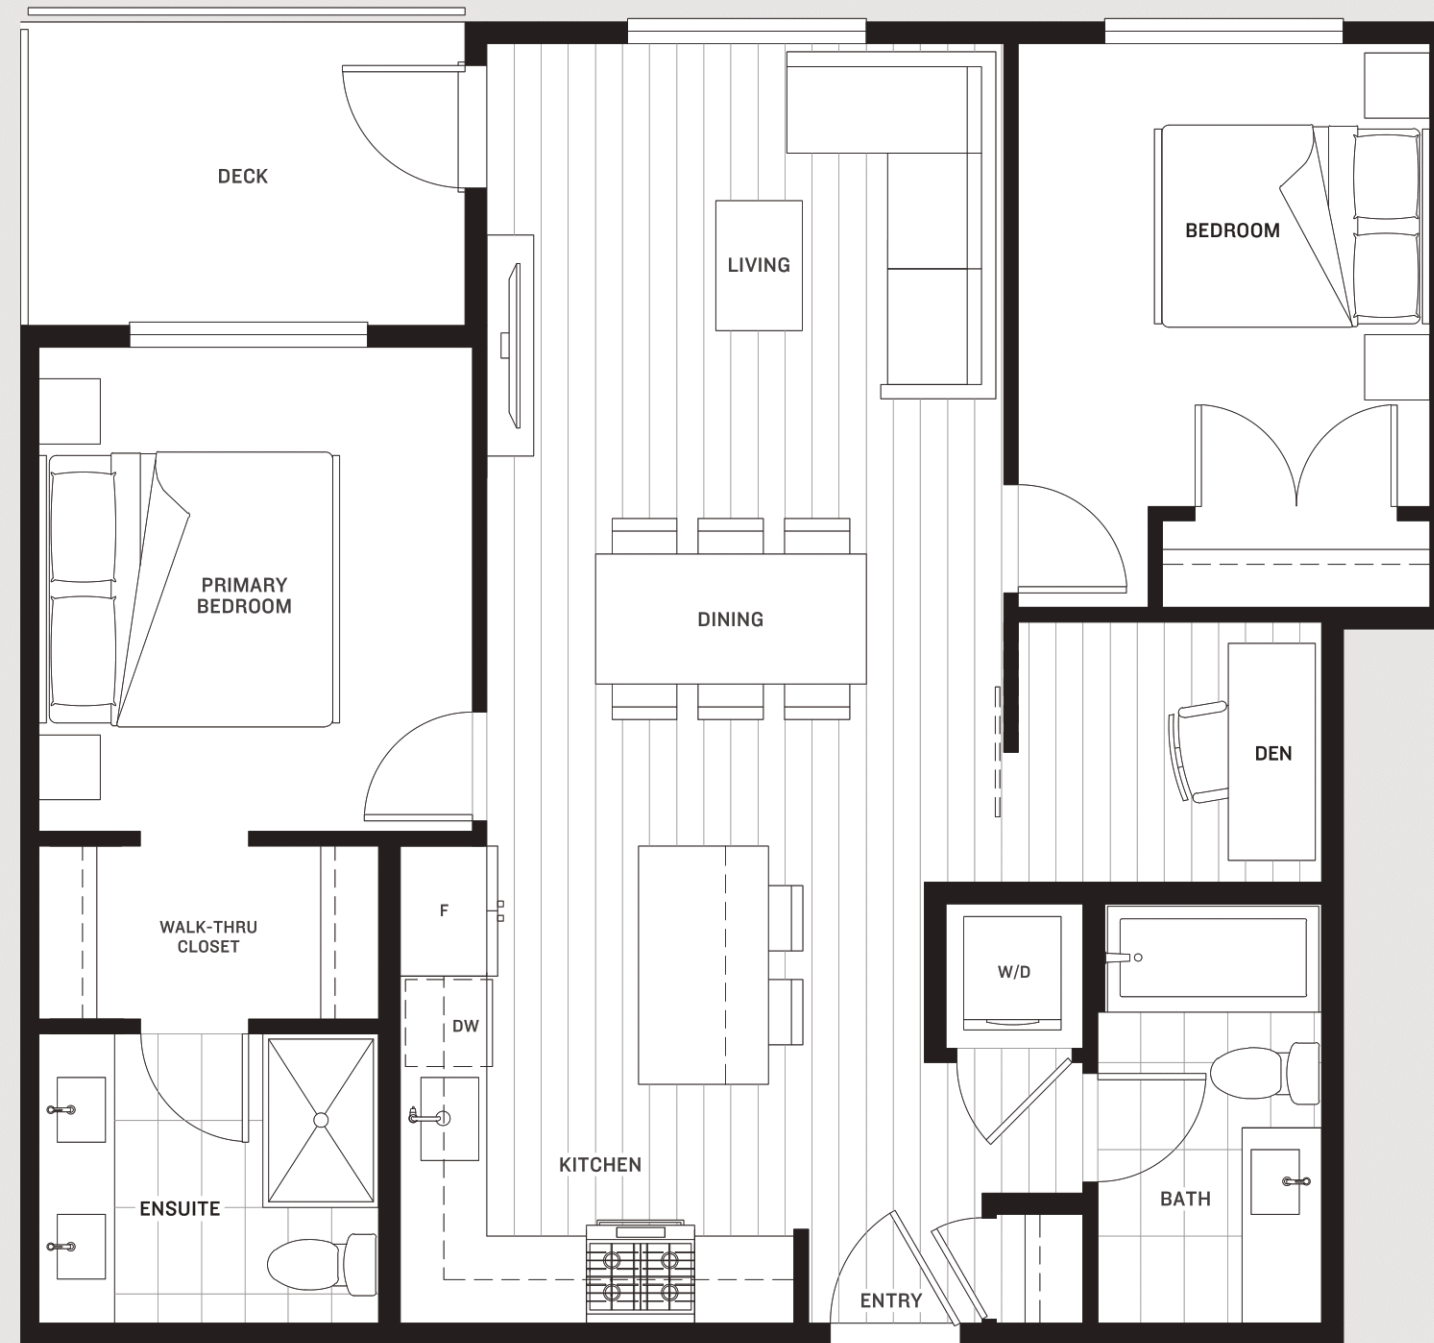 DECK
LIVING
BEDROOM
PRIMARY
BEDROOM
DINING
DEN
WALK-THRU
CLOSET
F
W/D
DW
KITCHEN
ENSUITE
BATH
ENTRY